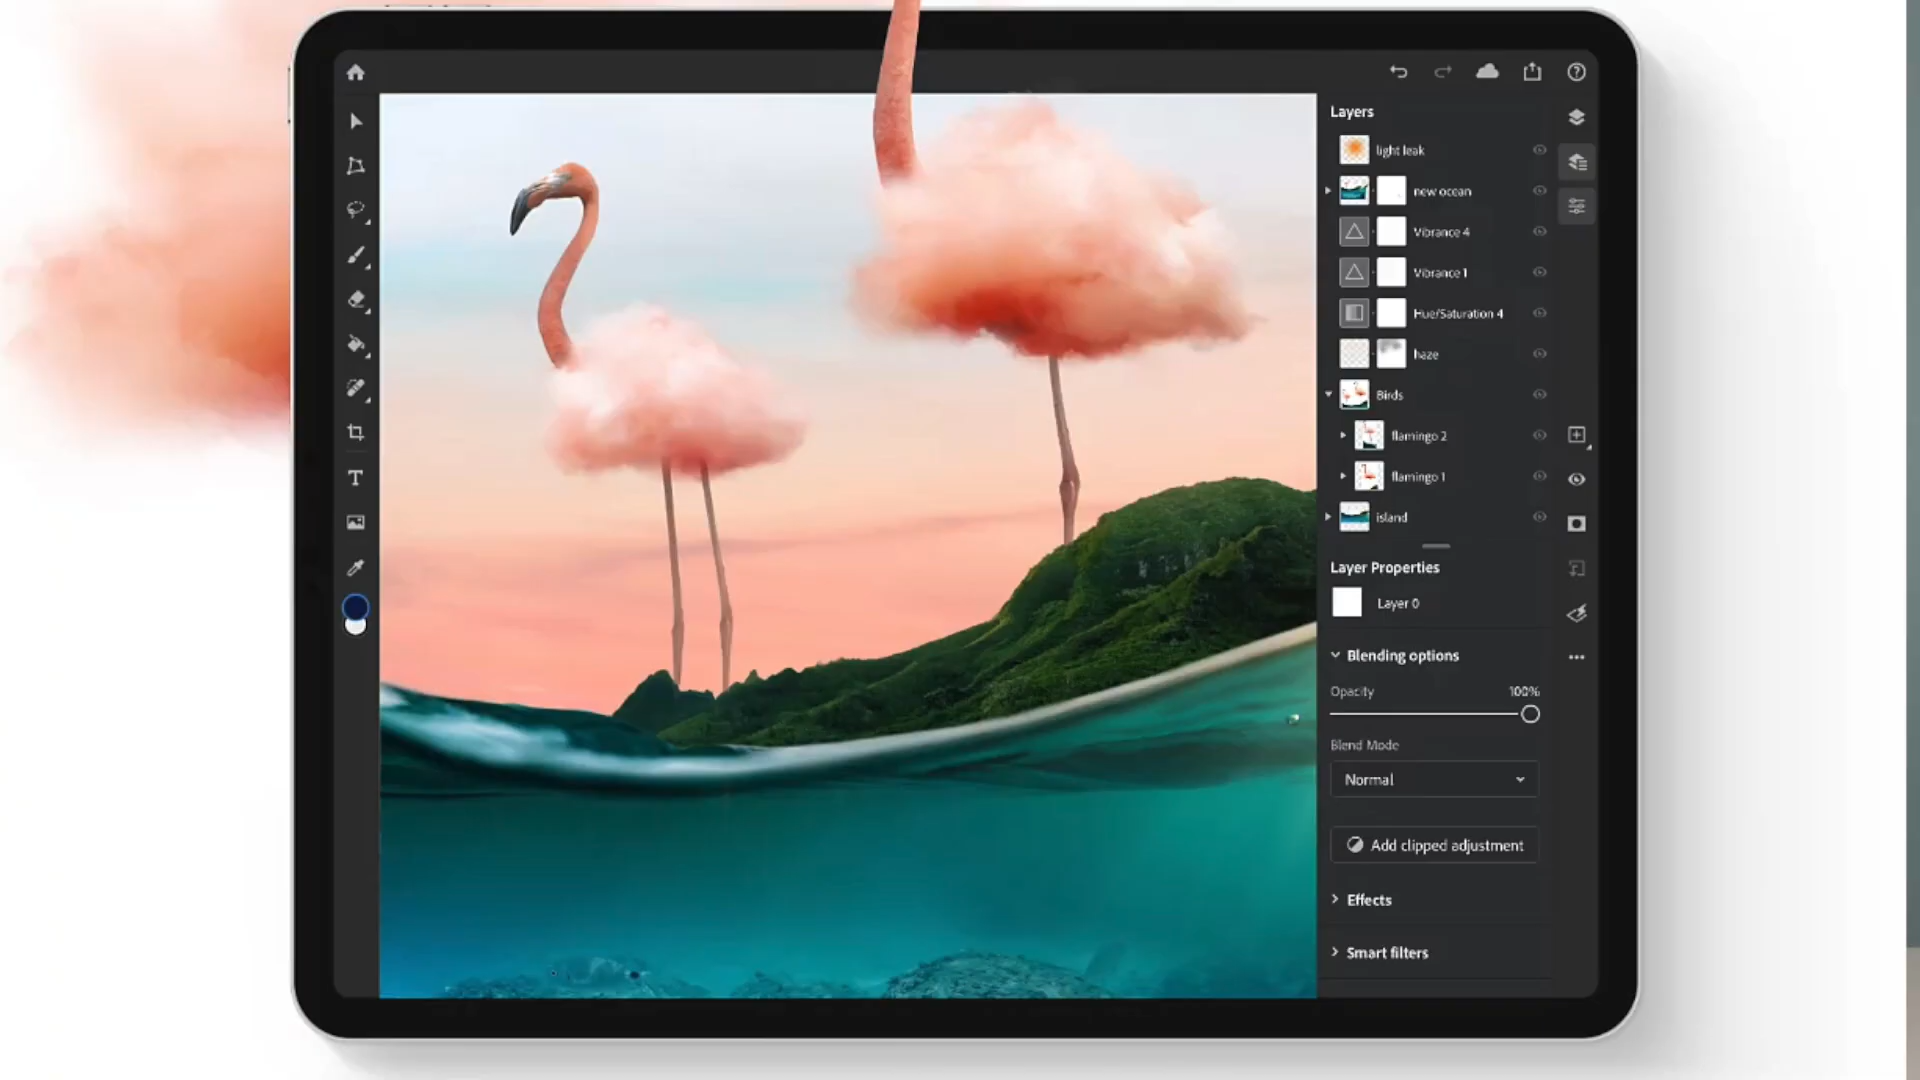 Layers
light leak
new ocean
Vibrance 4
Vibrance 1
Hue/Saturation 4
haze
Birds
flamingo 2
flamingo 1
island
Layer Properties
Layer 0
Blending options
Opacity 100%
Blend Mode
Normal
Add clipped adjustment
Effects
Smart filters
T